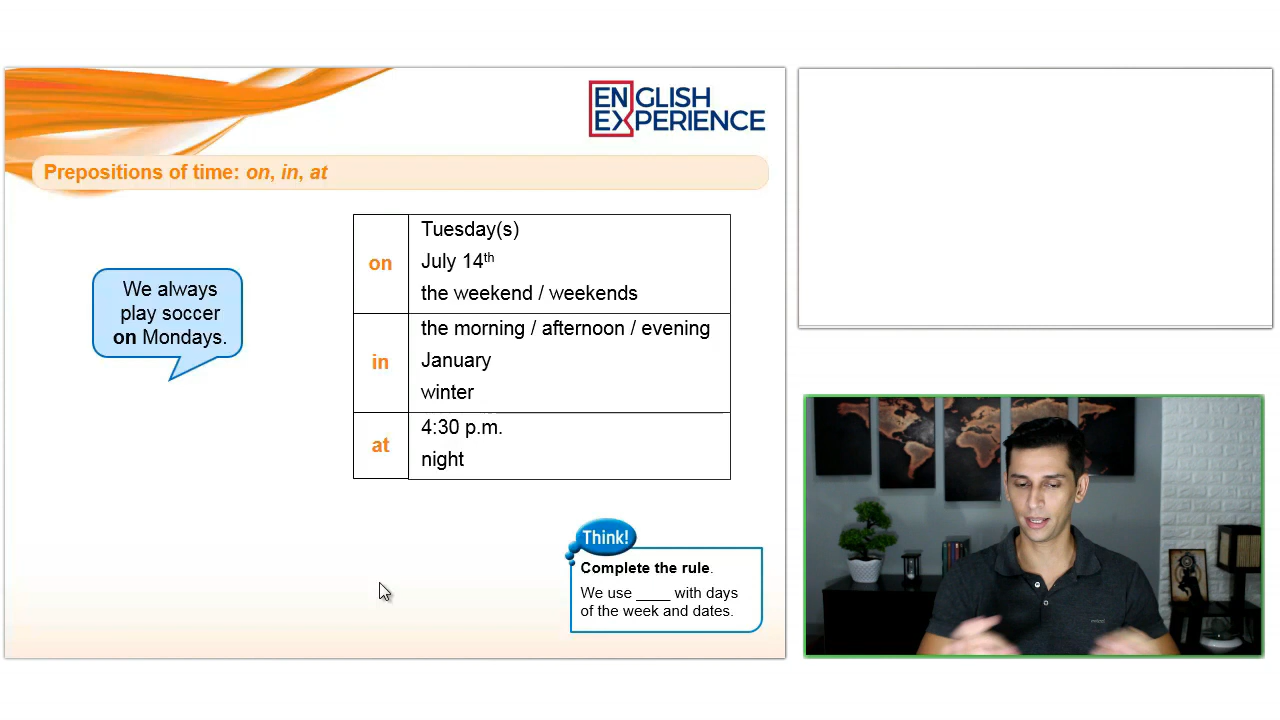 ENGLISH
EXPERIENCE
Prepositions of time: on, in, at
We always
play soccer
on Mondays.
on
Tuesday(s)
July 14th
the weekend / weekends
in
the morning / afternoon / evening
January
winter
at
4:30 p.m.
night
Think!
Complete the rule.
We use ____ with days
of the week and dates.